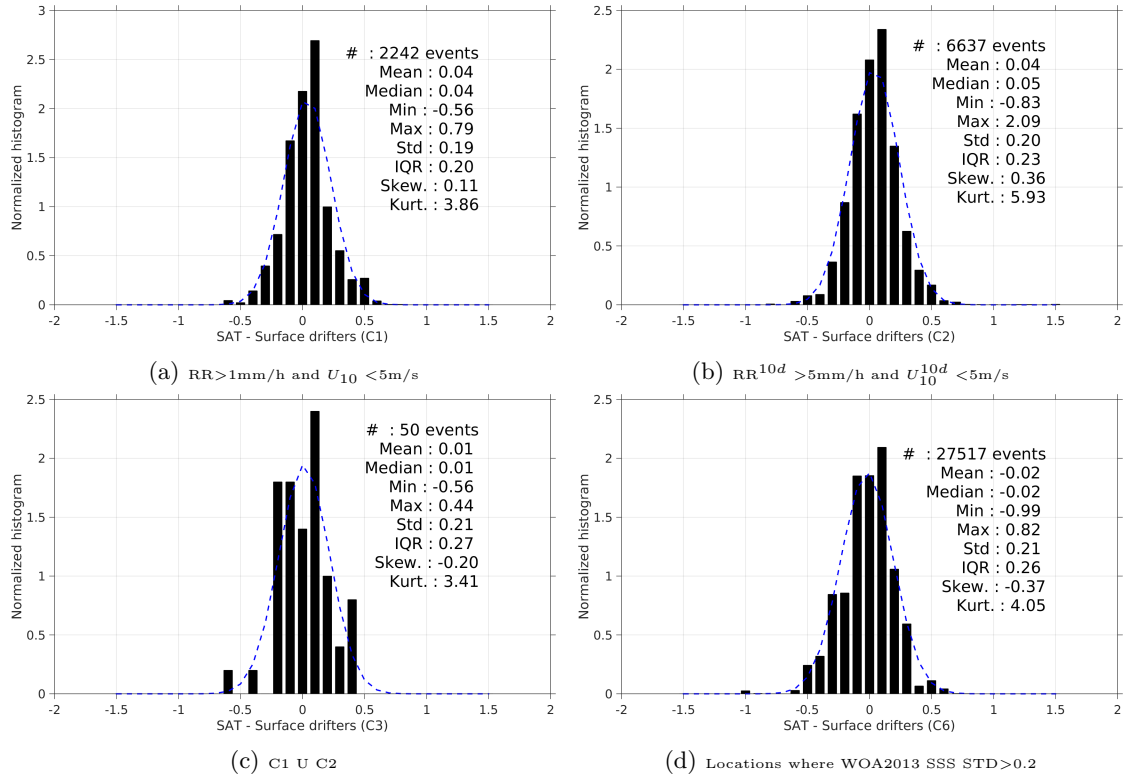 3
2.5
2
1.5
1
0.5
0
Normalized histogram
# : 2242 events
Mean : 0.04
Median : 0.04
Min : -0.56
Max : 0.79
Std : 0.19
IQR : 0.20
Skew. : 0.11
Kurt. : 3.86
-2 -1.5 -1 -0.5 0 0.5 1 1.5 2
SAT - Surface drifters (C1)
(a) RR>1mm/h and U10 <5m/s
2.5
2
1.5
1
0.5
0
Normalized histogram
# : 6637 events
Mean : 0.04
Median : 0.05
Min : -0.83
Max : 2.09
Std : 0.20
IQR : 0.23
Skew. : 0.36
Kurt. : 5.93
-2 -1.5 -1 -0.5 0 0.5 1 1.5 2
SAT - Surface drifters (C2)
(b) RR10d >5mm/h and U10d10 <5m/s
2.5
2
1.5
1
0.5
0
Normalized histogram
# : 50 events
Mean : 0.01
Median : 0.01
Min : -0.56
Max : 0.44
Std : 0.21
IQR : 0.27
Skew. : -0.20
Kurt. : 3.41
-2 -1.5 -1 -0.5 0 0.5 1 1.5 2
SAT - Surface drifters (C3)
(c) C1 U C2
2.5
2
1.5
1
0.5
0
Normalized histogram
# : 27517 events
Mean : -0.02
Median : -0.02
Min : -0.99
Max : 0.82
Std : 0.21
IQR : 0.26
Skew. : -0.37
Kurt. : 4.05
-2 -1.5 -1 -0.5 0 0.5 1 1.5 2
SAT - Surface drifters (C6)
(d) Locations where WOA2013 SSS STD>0.2